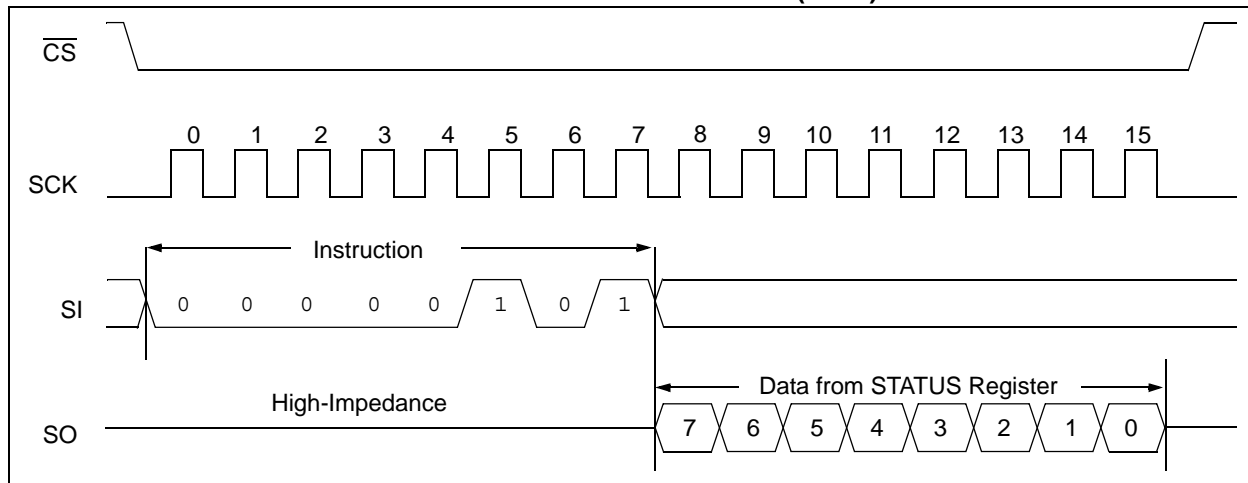 CS
0 1 2 3 4 5 6 7 8 9 10 11 12 13 14 15
SCK
Instruction
SI 0 0 0 0 0 1 0 1
Data from STATUS Register
High-Impedance
SO 7 6 5 4 3 2 1 0